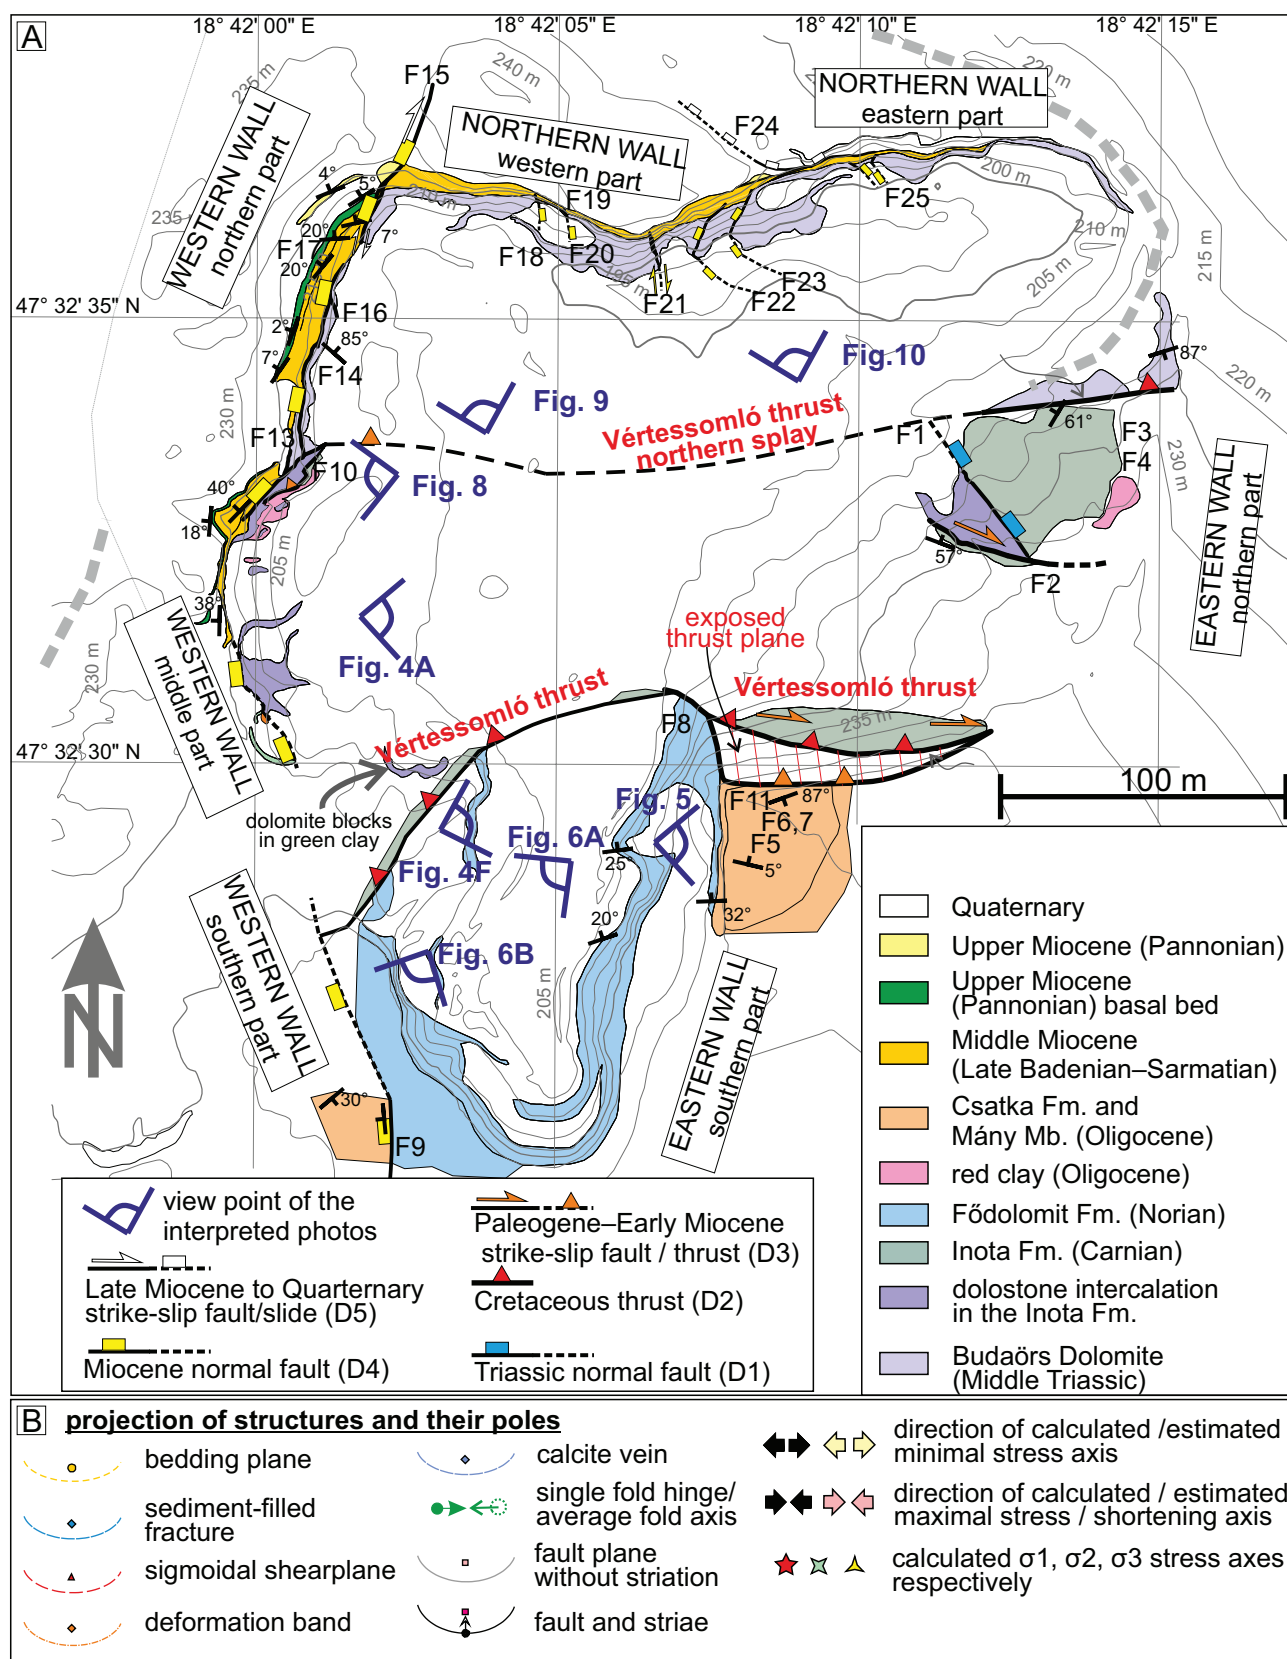 A
18° 42' 00" E
18° 42' 05" E
18° 42' 10" E
18° 42' 15" E
235 m
240 m
220 m
F15
F24
NORTHERN WALL
eastern part
NORTHERN WALL
western part
WESTERN WALL
northern part
4°
5°
210 m
F19
200 m
F25
235
20°
7°
F17
20°
F18
F20
195 m
F21
F23
F22
210 m
205 m
215 m
47° 32' 35" N
2°
F16
85°
7°
F14
Fig.10
87°
220 m
230 m
Fig. 9
61°
Vértessomló thrust
northern splay
F1
F3
F4
F13
F10
Fig. 8
230 m
40°
18°
205 m
57°
F2
EASTERN WALL
northern part
38°
WESTERN WALL
middle part
230 m
Fig. 4A
exposed
thrust plane
Vértessomló thrust
Vértessomló thrust
F8
235 m
47° 32' 30" N
100 m
dolomite blocks
in green clay
Fig. 5
F11
87°
F6,7
F5
5°
Fig. 6A
25°
Fig. 4F
20°
32°
WESTERN WALL
southern part
Fig. 6B
205 m
EASTERN WALL
southern part
N
30°
F9
Quaternary
Upper Miocene (Pannonian)
Upper Miocene
(Pannonian) basal bed
Middle Miocene
(Late Badenian–Sarmatian)
Csatka Fm. and
Mány Mb. (Oligocene)
red clay (Oligocene)
Fődolomit Fm. (Norian)
Inota Fm. (Carnian)
dolostone intercalation
in the Inota Fm.
Budaörs Dolomite
(Middle Triassic)
view point of the
interpreted photos
Late Miocene to Quarternary
strike-slip fault/slide (D5)
Miocene normal fault (D4)
Paleogene–Early Miocene
strike-slip fault / thrust (D3)
Cretaceous thrust (D2)
Triassic normal fault (D1)
B
projection of structures and their poles
bedding plane
sediment-filled
fracture
sigmoidal shearplane
deformation band
calcite vein
single fold hinge/
average fold axis
fault plane
without striation
fault and striae
direction of calculated /estimated
minimal stress axis
direction of calculated / estimated
maximal stress / shortening axis
calculated σ1, σ2, σ3 stress axes
respectively